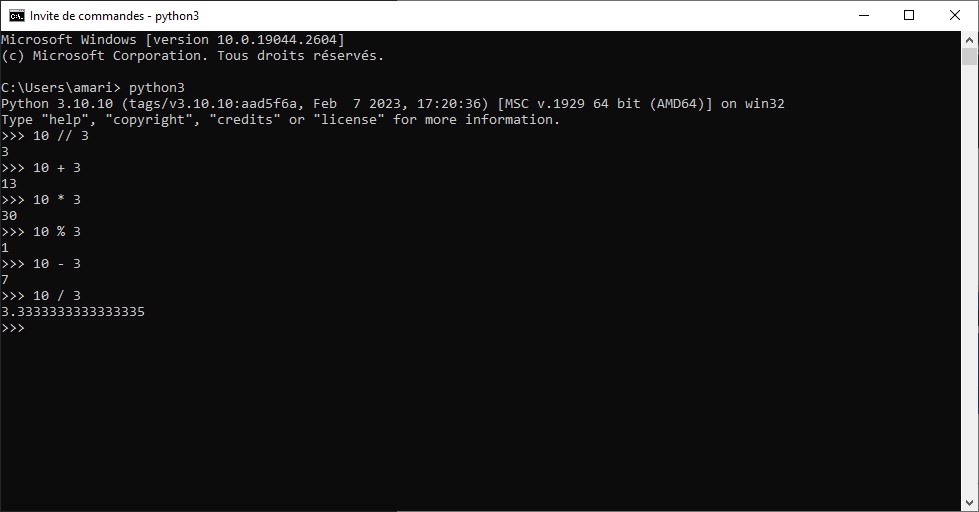 Invite de commandes - python3
Microsoft Windows [version 10.0.19044.2604]
(c) Microsoft Corporation. Tous droits réservés.
C:\Users\amari> python3
Python 3.10.10 (tags/v3.10.10:aad5f6a, Feb  7 2023, 17:20:36) [MSC v.1929 64 bit (AMD64)] on win32
Type "help", "copyright", "credits" or "license" for more information.
>>> 10 // 3
3
>>> 10 + 3
13
>>> 10 * 3
30
>>> 10 % 3
1
>>> 10 - 3
7
>>> 10 / 3
3.3333333333333335
>>>